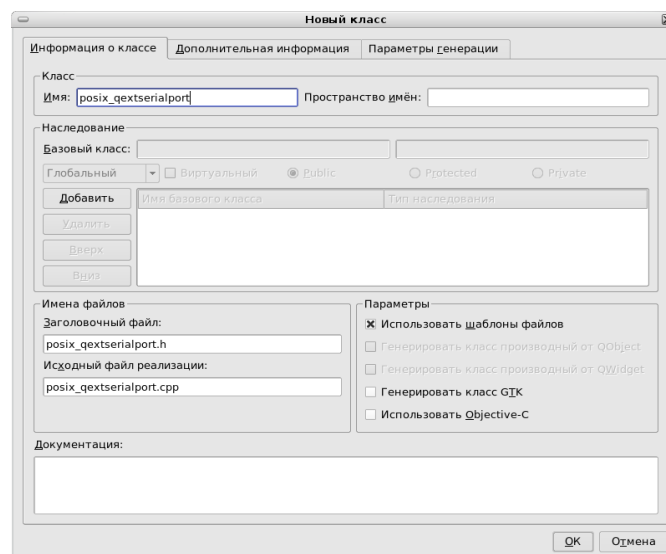 Новый класс
Информация о классе Дополнительная информация Параметры генерации
Класс
Имя: posix_qextserialport Пространство имён:
Наследование
Базовый класс:
Глобальный Виртуальный Public Protected Private
Добавить Имя базового класса Тип наследования
Удалить
Вверх
Вниз
Имена файлов
Заголовочный файл:
posix_qextserialport.h
Исходный файл реализации:
posix_qextserialport.cpp
Параметры
Использовать шаблоны файлов
Генерировать класс производный от QObject
Генерировать класс производный от QWidget
Генерировать класс GTK
Использовать Objective-C
Документация:
OK Отмена